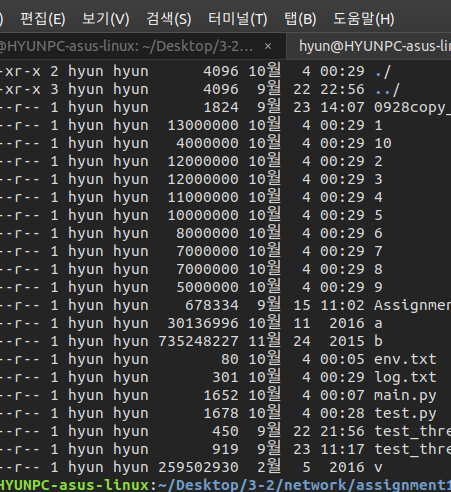 ) 편집(E) 보기(V) 검색(S) 터미널(T) 탭(B) 도움말(H)
@HYUNPC-asus-linux: ~/Desktop/3-2... × hyun@HYUNPC-asus-li
-xr-x 2 hyun hyun 4096 10월 4 00:29 ./
-xr-x 3 hyun hyun 4096 9월 22 22:56 ../
--r-- 1 hyun hyun 1824 9월 23 14:07 0928copy_
--r-- 1 hyun hyun 13000000 10월 4 00:29 1
--r-- 1 hyun hyun 4000000 10월 4 00:29 10
--r-- 1 hyun hyun 12000000 10월 4 00:29 2
--r-- 1 hyun hyun 12000000 10월 4 00:29 3
--r-- 1 hyun hyun 11000000 10월 4 00:29 4
--r-- 1 hyun hyun 10000000 10월 4 00:29 5
--r-- 1 hyun hyun 8000000 10월 4 00:29 6
--r-- 1 hyun hyun 7000000 10월 4 00:29 7
--r-- 1 hyun hyun 7000000 10월 4 00:29 8
--r-- 1 hyun hyun 5000000 10월 4 00:29 9
--r-- 1 hyun hyun 678334 9월 15 11:02 Assignmen
--r-- 1 hyun hyun 30136996 10월 11 2016 a
--r-- 1 hyun hyun 735248227 11월 24 2015 b
--r-- 1 hyun hyun 80 10월 4 00:05 env.txt
--r-- 1 hyun hyun 301 10월 4 00:29 log.txt
--r-- 1 hyun hyun 1652 10월 4 00:07 main.py
--r-- 1 hyun hyun 1678 10월 4 00:28 test.py
--r-- 1 hyun hyun 450 9월 22 21:56 test_thre
--r-- 1 hyun hyun 919 9월 23 11:17 test_thre
--r-- 1 hyun hyun 259502930 2월 5 2016 v
HYUNPC-asus-linux:~/Desktop/3-2/network/assignment1